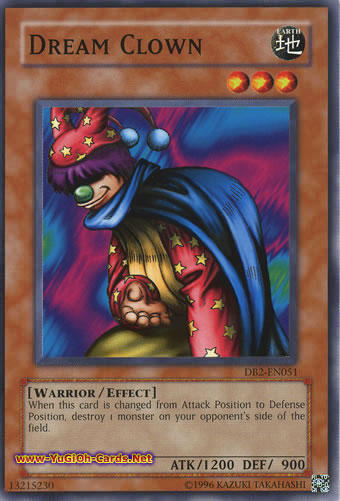 DREAM CLOWN
EARTH
地
DB2-EN051
[WARRIOR/EFFECT]
When this card is changed from Attack Position to Defense
Position, destroy 1 monster on your opponent's side of the
field.
www.YuGiOh-Cards.Net
ATK/1200 DEF/ 900
13215230
©1996 KAZUKI TAKAHASHI